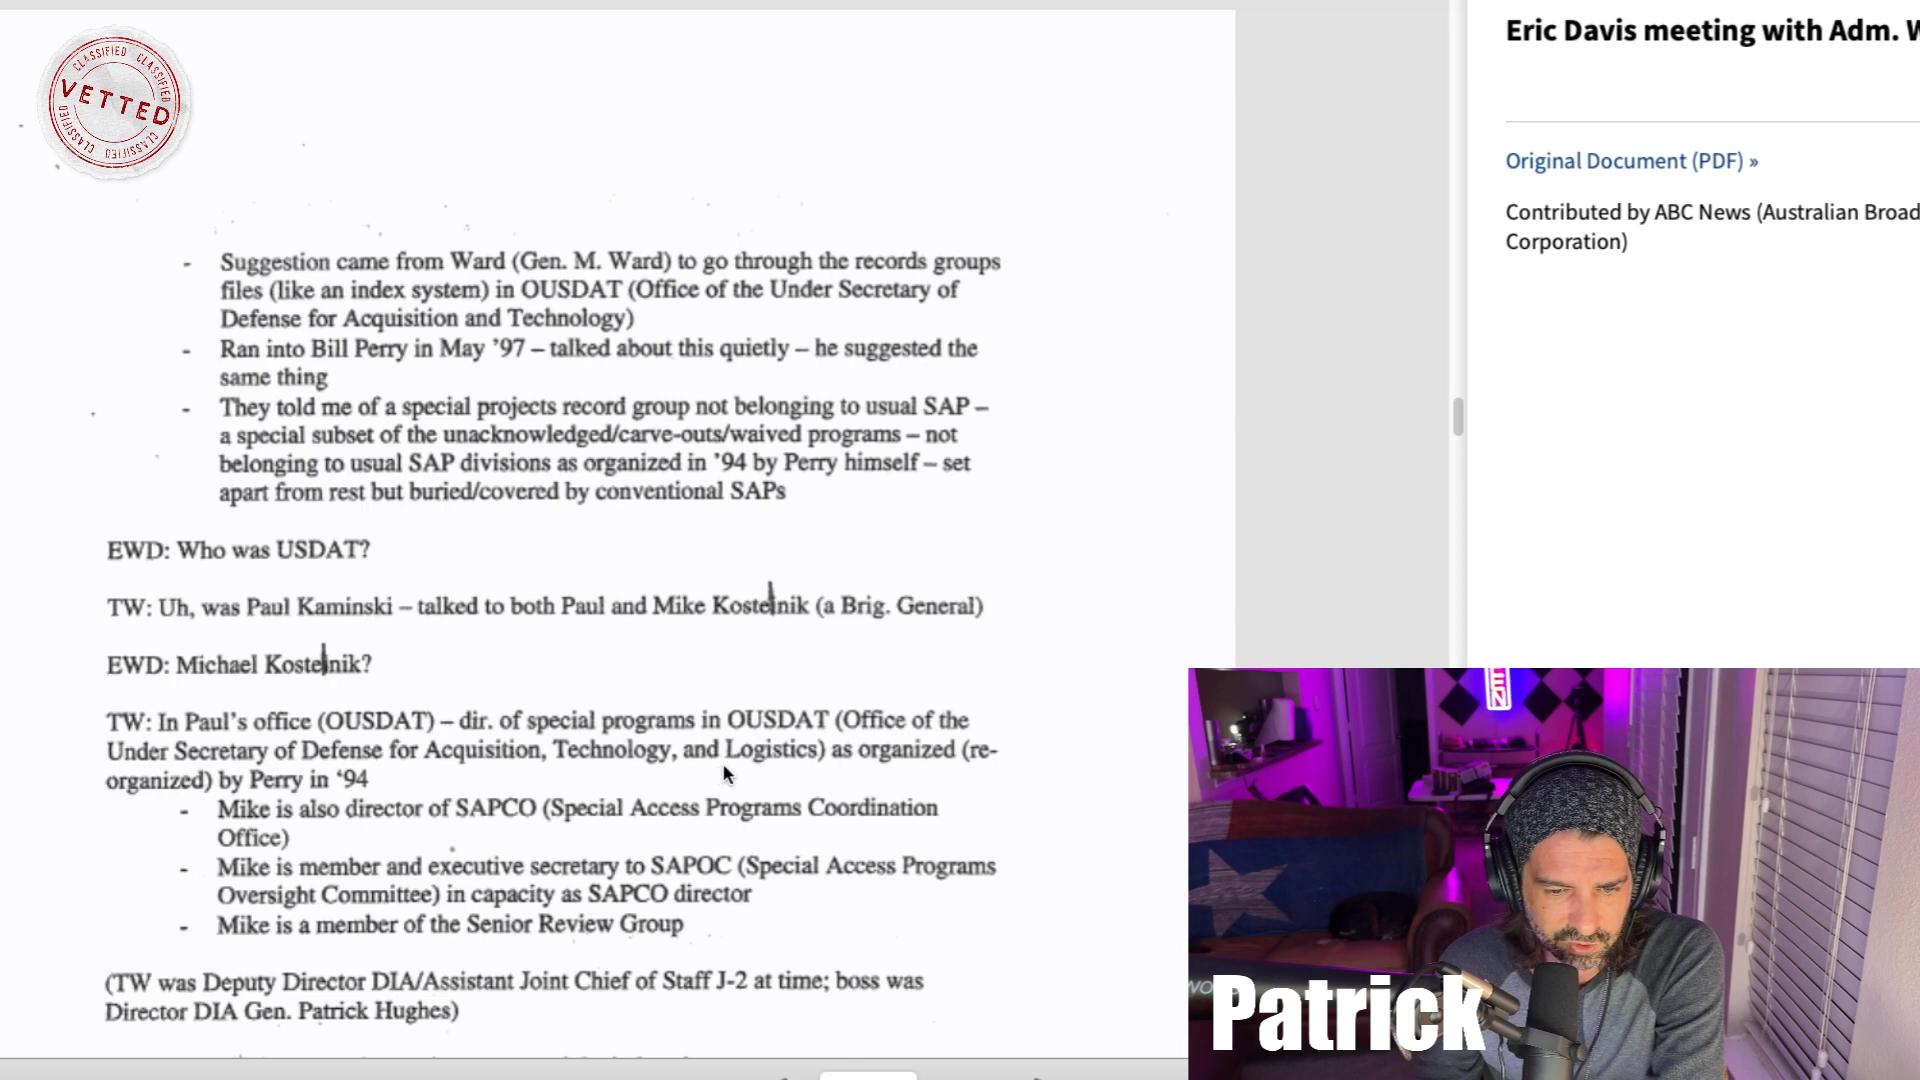 CLASSIFIED CLASSIFIED
VETTED
CLASSIFIED CLASSIFIED
- Suggestion came from Ward (Gen. M. Ward) to go through the records groups
files (like an index system) in OUSDAT (Office of the Under Secretary of
Defense for Acquisition and Technology)
- Ran into Bill Perry in May ’97 – talked about this quietly – he suggested the
same thing
- They told me of a special projects record group not belonging to usual SAP –
a special subset of the unacknowledged/carve-outs/waived programs – not
belonging to usual SAP divisions as organized in ’94 by Perry himself – set
apart from rest but buried/covered by conventional SAPs
EWD: Who was USDAT?
TW: Uh, was Paul Kaminski – talked to both Paul and Mike Kostelnik (a Brig. General)
EWD: Michael Kostelnik?
TW: In Paul’s office (OUSDAT) – dir. of special programs in OUSDAT (Office of the
Under Secretary of Defense for Acquisition, Technology, and Logistics) as organized (re-
organized) by Perry in ‘94
- Mike is also director of SAPCO (Special Access Programs Coordination
Office)
- Mike is member and executive secretary to SAPOC (Special Access Programs
Oversight Committee) in capacity as SAPCO director
- Mike is a member of the Senior Review Group
(TW was Deputy Director DIA/Assistant Joint Chief of Staff J-2 at time; boss was
Director DIA Gen. Patrick Hughes)
Eric Davis meeting with Adm. W
Original Document (PDF) »
Contributed by ABC News (Australian Broad
Corporation)
Patrick